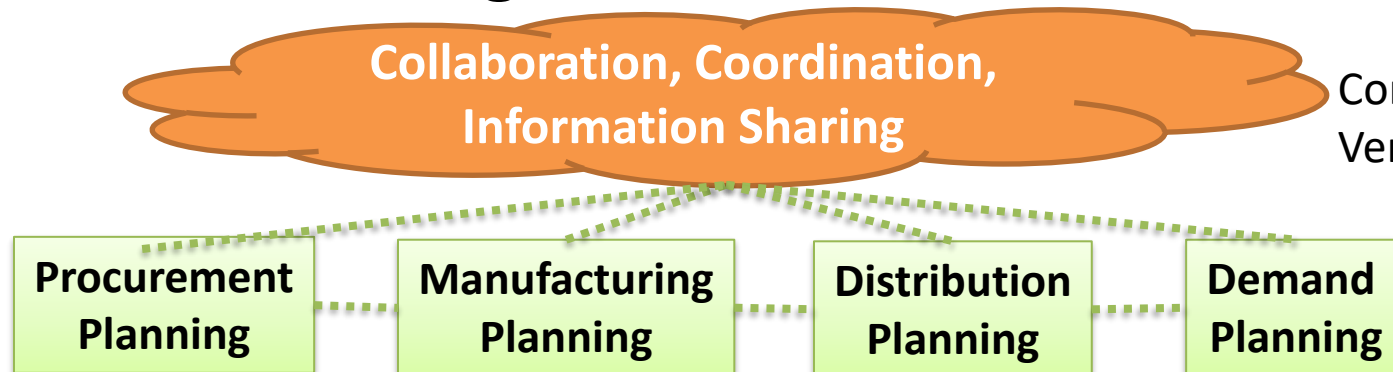 Collaboration, Coordination,
Information Sharing
Procurement
Planning
Manufacturing
Planning
Distribution
Planning
Demand
Planning